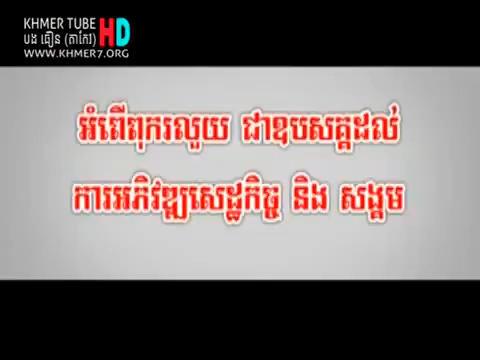 KHMER TUBE HD
បង ធឿន (តាកែវ)
WWW.KHMER7.ORG
អំពើពុករលួយ ជាឧបសគ្គដល់
ការអភិវឌ្ឍសេដ្ឋកិច្ច និង សង្គម